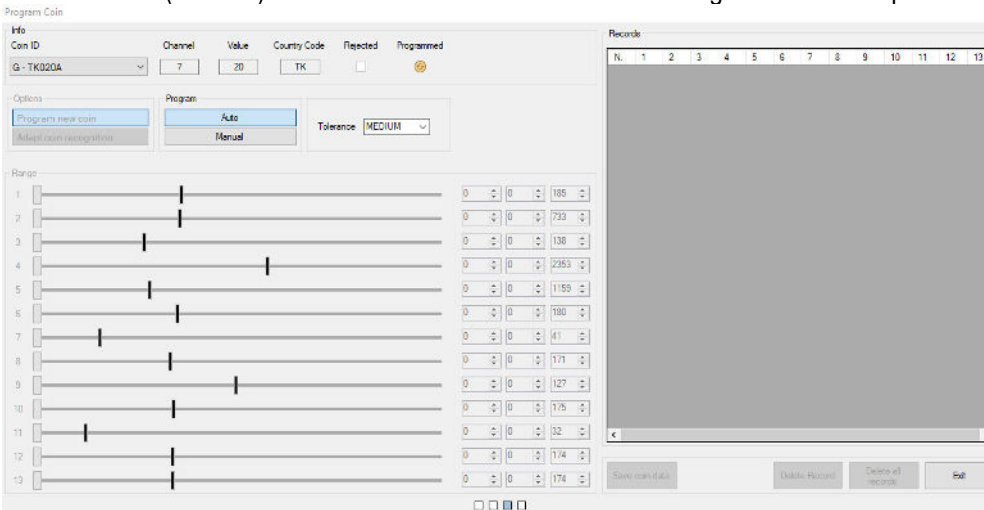 Program Coin
Info
Coin ID Channel Value Country Code Rejected Programmed
G - TK020A 7 20 TK
Options
Program new coin
Adapt coin recognition
Program
Auto
Manual
Tolerance MEDIUM
Range
1 0 0 185
2 0 0 733
3 0 0 138
4 0 0 2353
5 0 0 1159
6 0 0 180
7 0 0 41
8 0 0 171
9 0 0 127
10 0 0 175
11 0 0 32
12 0 0 174
13 0 0 174
Records
N. 1 2 3 4 5 6 7 8 9 10 11 12 13
Save coin data Delete Record Delete all records Exit